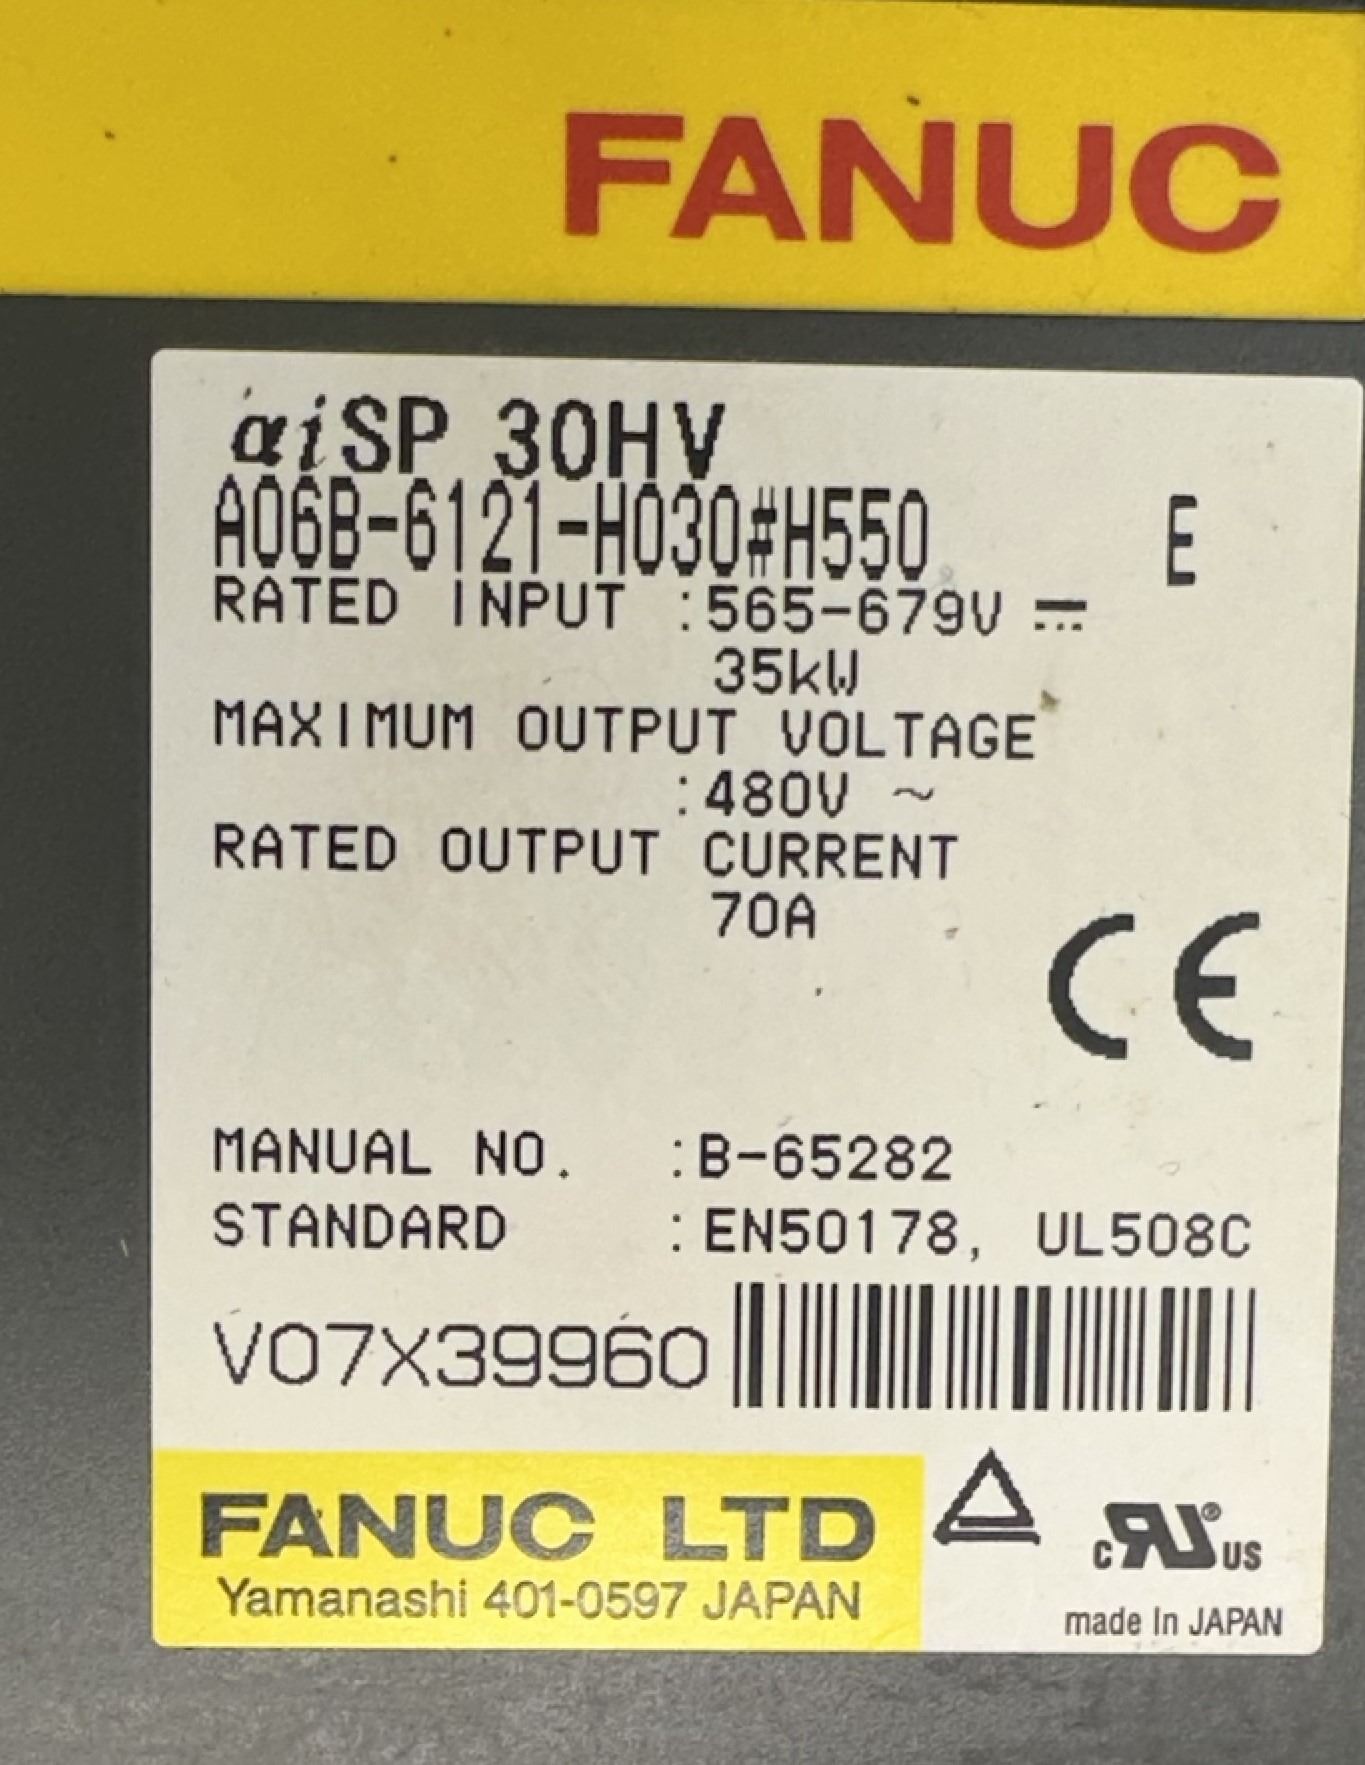 FANUC
αiSP 30HV
A06B-6121-H030#H550 E
RATED INPUT :565-679V ⎓
35kW
MAXIMUM OUTPUT VOLTAGE
:480V ~
RATED OUTPUT CURRENT
70A
CE
MANUAL NO. :B-65282
STANDARD :EN50178, UL508C
V07X39960
FANUC LTD
Yamanashi 401-0597 JAPAN
c RU® US
made In JAPAN